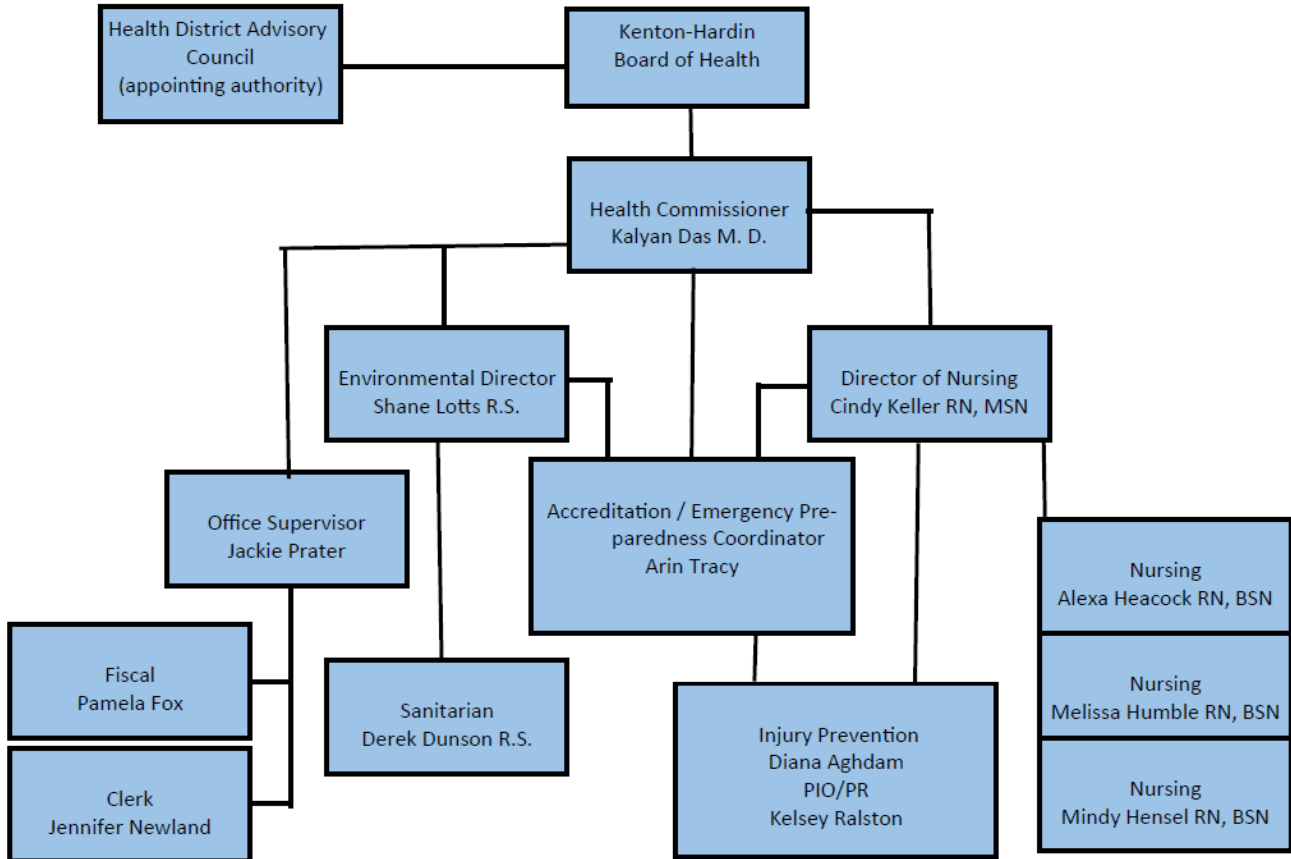 Health District Advisory
Council
(appointing authority)
Kenton-Hardin
Board of Health
Health Commissioner
Kalyan Das M. D.
Environmental Director
Shane Lotts R.S.
Director of Nursing
Cindy Keller RN, MSN
Office Supervisor
Jackie Prater
Accreditation / Emergency Pre-
paredness Coordinator
Arin Tracy
Nursing
Alexa Heacock RN, BSN
Fiscal
Pamela Fox
Sanitarian
Derek Dunson R.S.
Injury Prevention
Diana Aghdam
PIO/PR
Kelsey Ralston
Nursing
Melissa Humble RN, BSN
Clerk
Jennifer Newland
Nursing
Mindy Hensel RN, BSN